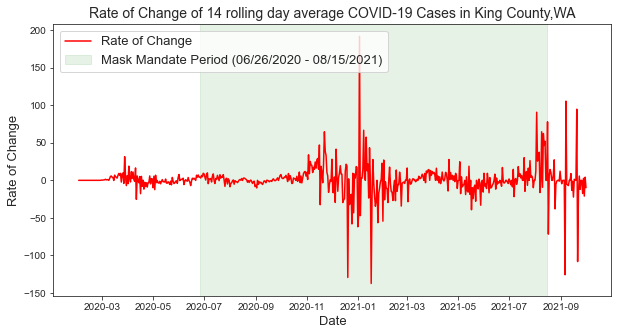 Rate of Change of 14 rolling day average COVID-19 Cases in King County,WA
Rate of Change
Mask Mandate Period (06/26/2020 - 08/15/2021)
Rate of Change
200
150
100
50
0
−50
−100
−150
2020-03 2020-05 2020-07 2020-09 2020-11 2021-01 2021-03 2021-05 2021-07 2021-09
Date